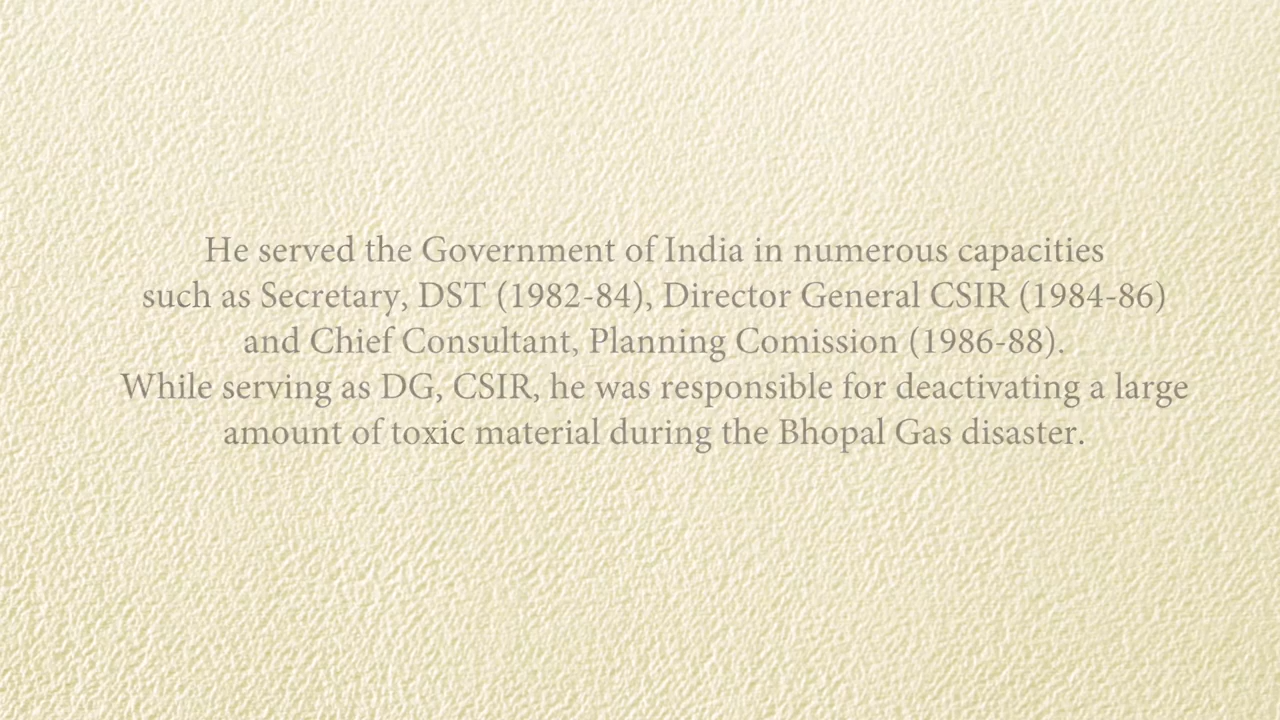 He served the Government of India in numerous capacities
such as Secretary, DST (1982-84), Director General CSIR (1984-86)
and Chief Consultant, Planning Comission (1986-88).
While serving as DG, CSIR, he was responsible for deactivating a large
amount of toxic material during the Bhopal Gas disaster.